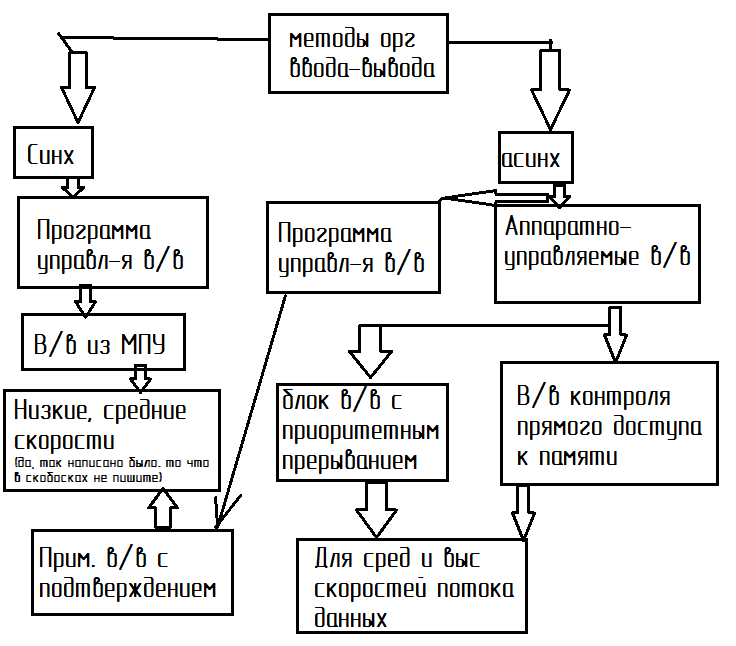 методы орг
ввода-вывода
Синх
асинх
Программа
управл-я в/в
Программа
управл-я в/в
Аппаратно-
управляемые в/в
В/в из МПУ
Низкие, средние
скорости
(да, так написано было. то что
в скобосках не пишите)
блок в/в с
приоритетным
прерыванием
В/в контроля
прямого доступа
к памяти
Прим. в/в с
подтверждением
Для сред и выс
скоростей потока
данных